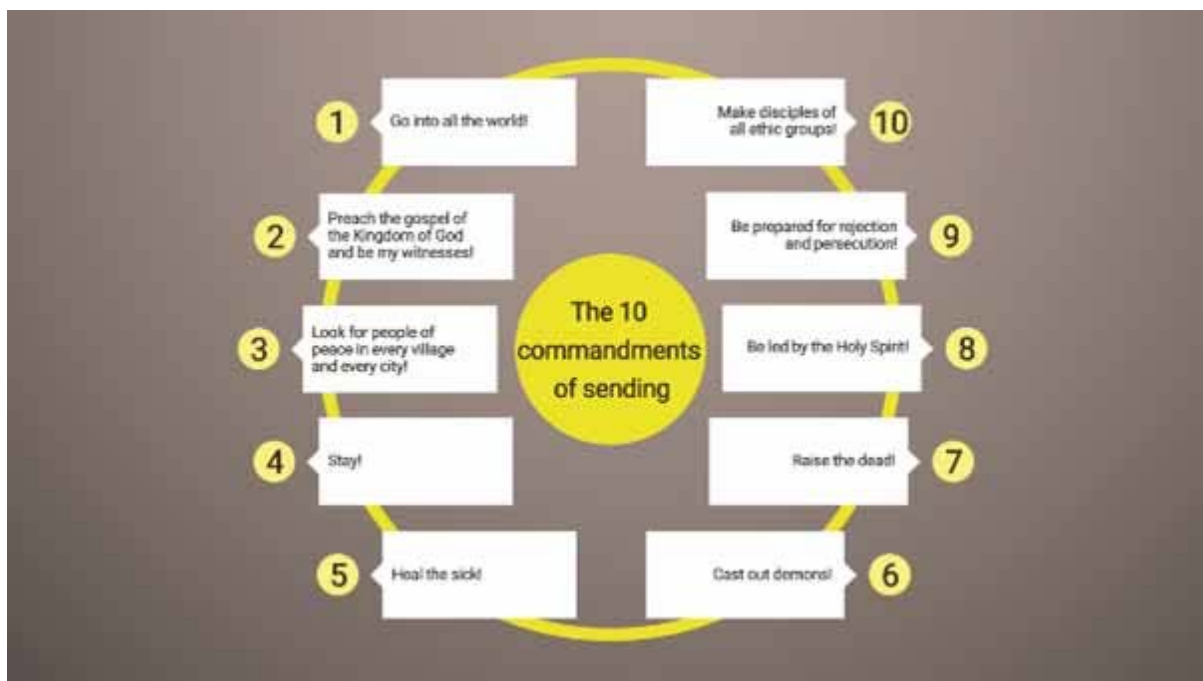 1
Go into all the world!
2
Preach the gospel of
the Kingdom of God
and be my witnesses!
3
Look for people of
peace in every village
and every city!
4
Stay!
5
Heal the sick!
The 10
commandments
of sending
6
Cast out demons!
7
Raise the dead!
8
Be led by the Holy Spirit!
9
Be prepared for rejection
and persecution!
10
Make disciples of
all ethic groups!